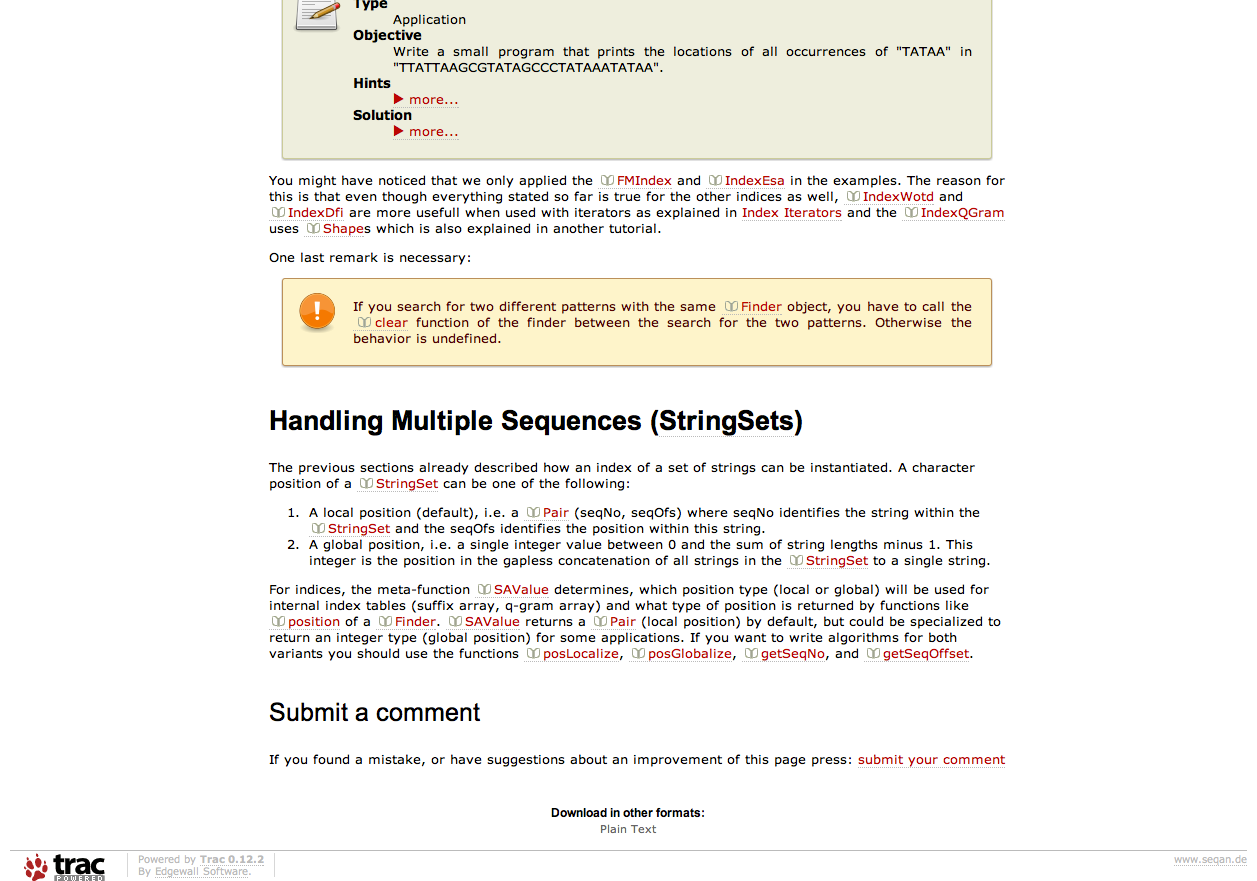 Type
Application
Objective
Write a small program that prints the locations of all occurrences of "TATAA" in
"TTATTAAGCGTATAGCCCTATAAATATAA".
Hints
more...
Solution
more...
You might have noticed that we only applied the FMIndex and IndexEsa in the examples. The reason for
this is that even though everything stated so far is true for the other indices as well, IndexWotd and
IndexDfi are more usefull when used with iterators as explained in Index Iterators and the IndexQGram
uses Shapes which is also explained in another tutorial.
One last remark is necessary:
If you search for two different patterns with the same Finder object, you have to call the
clear function of the finder between the search for the two patterns. Otherwise the
behavior is undefined.
Handling Multiple Sequences (StringSets)
The previous sections already described how an index of a set of strings can be instantiated. A character
position of a StringSet can be one of the following:
1. A local position (default), i.e. a Pair (seqNo, seqOfs) where seqNo identifies the string within the
StringSet and the seqOfs identifies the position within this string.
2. A global position, i.e. a single integer value between 0 and the sum of string lengths minus 1. This
integer is the position in the gapless concatenation of all strings in the StringSet to a single string.
For indices, the meta-function SAValue determines, which position type (local or global) will be used for
internal index tables (suffix array, q-gram array) and what type of position is returned by functions like
position of a Finder. SAValue returns a Pair (local position) by default, but could be specialized to
return an integer type (global position) for some applications. If you want to write algorithms for both
variants you should use the functions posLocalize, posGlobalize, getSeqNo, and getSeqOffset.
Submit a comment
If you found a mistake, or have suggestions about an improvement of this page press: submit your comment
Download in other formats:
Plain Text
trac
POWERED
Powered by Trac 0.12.2
By Edgewall Software.
www.seqan.de